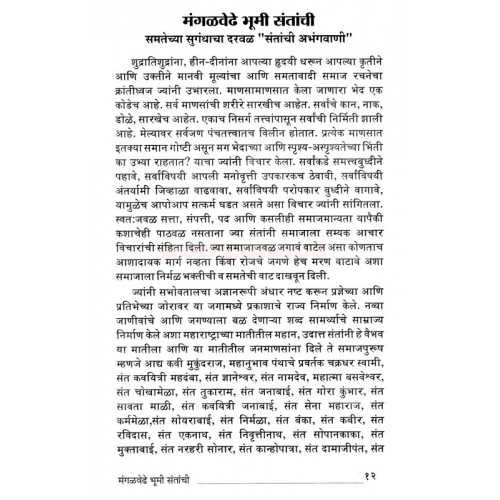 मंगळवेढे भूमी संतांची
समतेच्या सुगंधाचा दरवळ "संतांची अभंगवाणी"
शुद्रातिशुद्रांना, हीन-दीनांना आपल्या हृदयी धरून आपल्या कृतीने
आणि उक्तीने मानवी मूल्यांचा आणि समतावादी समाज रचनेचा
क्रांतीध्वज ज्यांनी उभारला. माणसामाणसात केला जाणारा भेद एक
कोडेच आहे. सर्व माणसांची शरीरे सारखीच आहेत. सर्वांचे कान, नाक,
डोळे, सारखेच आहेत. एकाच निसर्ग तत्त्वांपासून सर्वांची निर्मिती झाली
आहे. मेल्यावर सर्वजण पंचतत्त्वातच विलीन होतात. प्रत्येक माणसात
इतक्या समान गोष्टी असून मग भेदाच्या आणि स्पृश्य-अस्पृश्यतेच्या भिंती
का उभ्या राहतात? याचा ज्यांनी विचार केला. सर्वांकडे समत्त्वबुध्दीने
पहावे, सर्वांविषयी आपली मनोवृत्ती उपकारकच ठेवावी, सर्वांविषयी
अंतर्यामी जिव्हाळा वाढवावा, सर्वांविषयी परोपकार बुध्दीने वागावे,
यामुळेच आपोआप सत्कर्म घडत असते असा विचार ज्यांनी सांगितला.
स्वत:जवळ सत्ता, संपत्ती, पद आणि कसलीही समाजमान्यता यापैकी
कशाचेही पाठबळ नसताना ज्या संतांनी समाजाला सम्यक आचार
विचारांची संहिता दिली. ज्या समाजाजवळ जगावं वाटेल असा कोणताच
आशादायक मार्ग नव्हता किंवा रोजचे जगणे हेच मरण वाटावे अशा
समाजाला निर्मळ भक्तीची व समतेची वाट दाखवून दिली.
ज्यांनी सभोवतालचा अज्ञानरूपी अंधार नष्ट करून प्रज्ञेच्या आणि
प्रतिभेच्या जोरावर या जगामध्ये प्रकाशाचे राज्य निर्माण केले. नव्या
जाणीवांचे आणि जगण्याला बळ देणाऱ्या शब्द सामर्थ्याचे साम्राज्य
निर्माण केले अशा महाराष्ट्राच्या मातीतील महान, उदात्त संतांनी हे वैभव
या मातीला आणि या मातीतील जनमाणसांना दिले ते समाजपुरूष
म्हणजे आद्य कवी मुकुंदराज, महानुभाव पंथाचे प्रवर्तक चक्रधर स्वामी,
संत कवयित्री महदंबा, संत ज्ञानेश्वर, संत नामदेव, महात्मा बसवेश्वर,
संत चोखामेळा, संत तुकाराम, संत जनाबाई, संत गोरा कुंभार, संत
सावता माळी, संत कवयित्री जनाबाई, संत सेना महाराज, संत
कर्ममेळा,संत सोयराबाई, संत निर्मळा, संत बंका, संत कबीर, संत
रविदास, संत एकनाथ, संत निवृत्तीनाथ, संत सोपानकाका, संत
मुक्ताबाई, संत नरहरी सोनार, संत कान्होपात्रा, संत दामाजीपंत, संत
मंगळवेढे भूमी संतांची १२